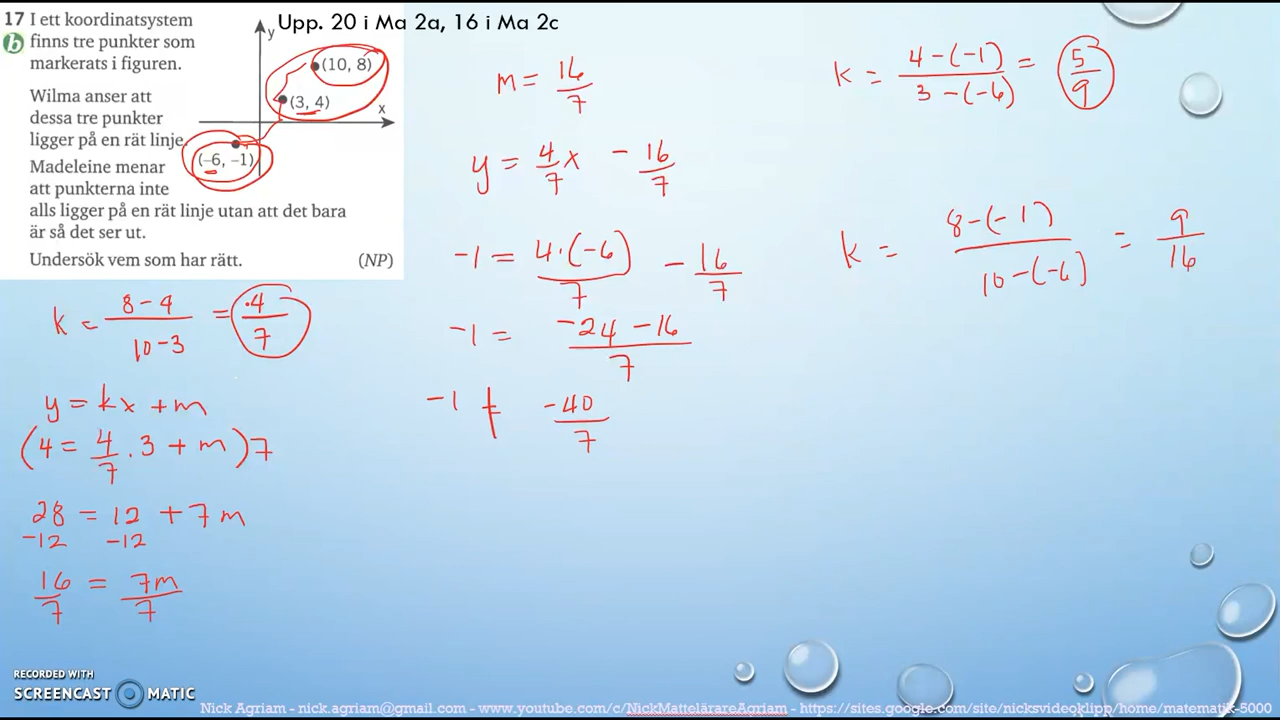 17 I ett koordinatsystem
b finns tre punkter som
markerats i figuren.
Wilma anser att
dessa tre punkter
ligger på en rät linje.
Madeleine menar
att punkterna inte
alls ligger på en rät linje utan att det bara
är så det ser ut.
Undersök vem som har rätt. (NP)
y
(10, 8)
(3, 4)
x
(–6, –1)
Upp. 20 i Ma 2a, 16 i Ma 2c
k = 8-4 / 10-3 = 4/7
y = kx + m
(4 = 4/7 · 3 + m) 7
28 = 12 + 7m
-12 -12
16/7 = 7m/7
m = 16/7
y = 4/7 x - 16/7
-1 = 4·(-6)/7 - 16/7
-1 = -24-16 / 7
-1 ≠ -40/7
k = 4-(-1) / 3-(-6) = 5/9
k = 8-(-1) / 10-(-6) = 9/16
RECORDED WITH
SCREENCAST MATIC
Nick Agriam - nick.agriam@gmail.com - https://www.youtube.com/c/NickMattelärareAgriam - https://sites.google.com/site/nicksvideoklipp/home/matematik-5000